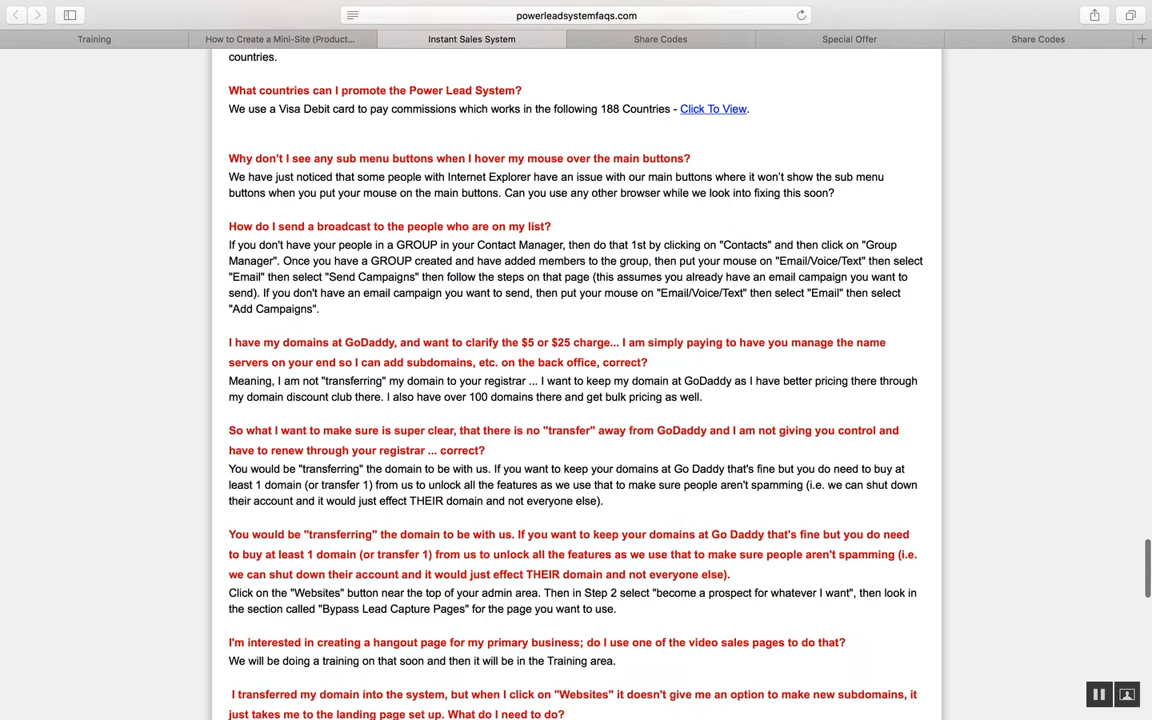 powerleadsystemfaqs.com
Training
How to Create a Mini-Site (Product...
Instant Sales System
Share Codes
Special Offer
Share Codes
countries.
What countries can I promote the Power Lead System?
We use a Visa Debit card to pay commissions which works in the following 188 Countries - Click To View.
Why don't I see any sub menu buttons when I hover my mouse over the main buttons?
We have just noticed that some people with Internet Explorer have an issue with our main buttons where it won't show the sub menu
buttons when you put your mouse on the main buttons. Can you use any other browser while we look into fixing this soon?
How do I send a broadcast to the people who are on my list?
If you don't have your people in a GROUP in your Contact Manager, then do that 1st by clicking on "Contacts" and then click on "Group
Manager". Once you have a GROUP created and have added members to the group, then put your mouse on "Email/Voice/Text" then select
"Email" then select "Send Campaigns" then follow the steps on that page (this assumes you already have an email campaign you want to
send). If you don't have an email campaign you want to send, then put your mouse on "Email/Voice/Text" then select "Email" then select
"Add Campaigns".
I have my domains at GoDaddy, and want to clarify the $5 or $25 charge... I am simply paying to have you manage the name
servers on your end so I can add subdomains, etc. on the back office, correct?
Meaning, I am not "transferring" my domain to your registrar ... I want to keep my domain at GoDaddy as I have better pricing there through
my domain discount club there. I also have over 100 domains there and get bulk pricing as well.
So what I want to make sure is super clear, that there is no "transfer" away from GoDaddy and I am not giving you control and
have to renew through your registrar ... correct?
You would be "transferring" the domain to be with us. If you want to keep your domains at Go Daddy that's fine but you do need to buy at
least 1 domain (or transfer 1) from us to unlock all the features as we use that to make sure people aren't spamming (i.e. we can shut down
their account and it would just effect THEIR domain and not everyone else).
You would be "transferring" the domain to be with us. If you want to keep your domains at Go Daddy that's fine but you do need
to buy at least 1 domain (or transfer 1) from us to unlock all the features as we use that to make sure people aren't spamming (i.e.
we can shut down their account and it would just effect THEIR domain and not everyone else).
Click on the "Websites" button near the top of your admin area. Then in Step 2 select "become a prospect for whatever I want", then look in
the section called "Bypass Lead Capture Pages" for the page you want to use.
I'm interested in creating a hangout page for my primary business; do I use one of the video sales pages to do that?
We will be doing a training on that soon and then it will be in the Training area.
I transferred my domain into the system, but when I click on "Websites" it doesn't give me an option to make new subdomains, it
just takes me to the landing page set up. What do I need to do?